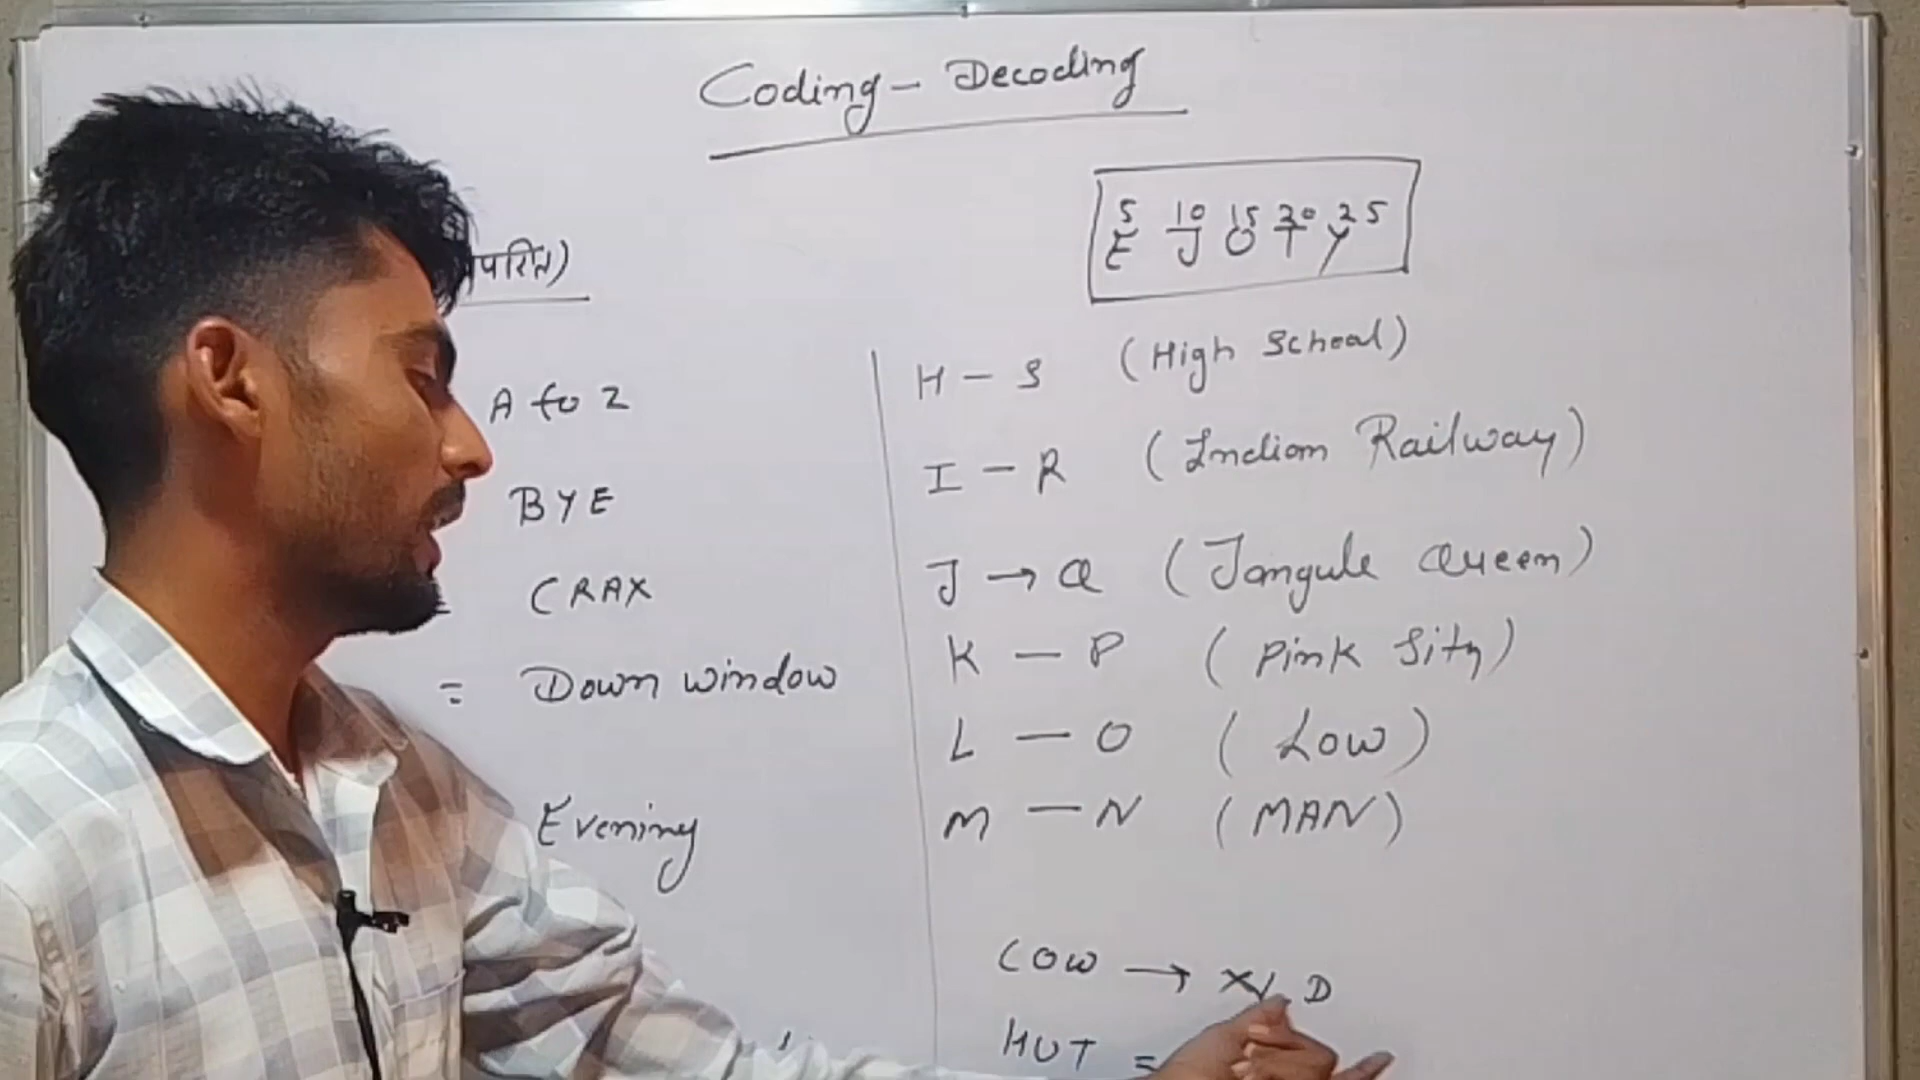 Coding - Decoding
5 10 15 20 25
E J O T Y
परित)
A to Z
BYE
CRAX
= Down window
Evening
H - S (High School)
I - R (Indian Railway)
J → Q (Jangule Queen)
K - P (Pink Sity)
L - O (Low)
M - N (MAN)
COW → XLD
HUT =